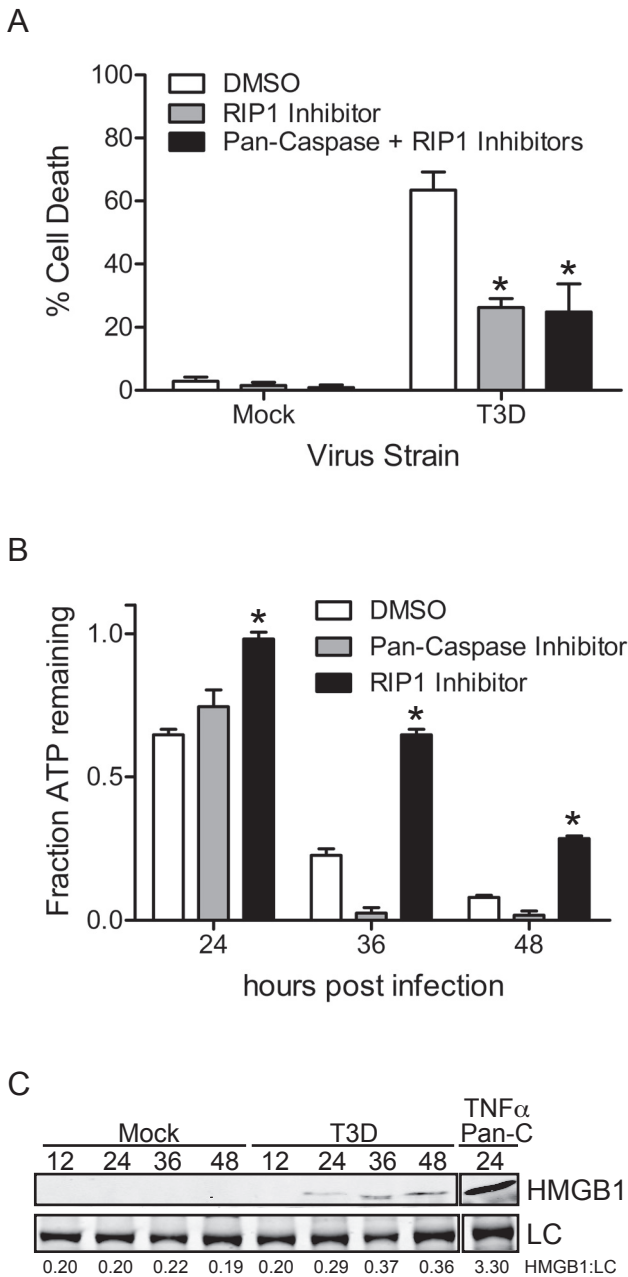 A
100
80
60
40
20
0
% Cell Death
DMSO
RIP1 Inhibitor
Pan-Caspase + RIP1 Inhibitors
* *
Mock T3D
Virus Strain
B
1.0
0.5
0.0
Fraction ATP remaining
DMSO
Pan-Caspase Inhibitor
RIP1 Inhibitor
* * *
24 36 48
hours post infection
C
TNFα
Mock T3D Pan-C
12 24 36 48 12 24 36 48 24
HMGB1
LC
0.20 0.20 0.22 0.19 0.20 0.29 0.37 0.36 3.30 HMGB1:LC